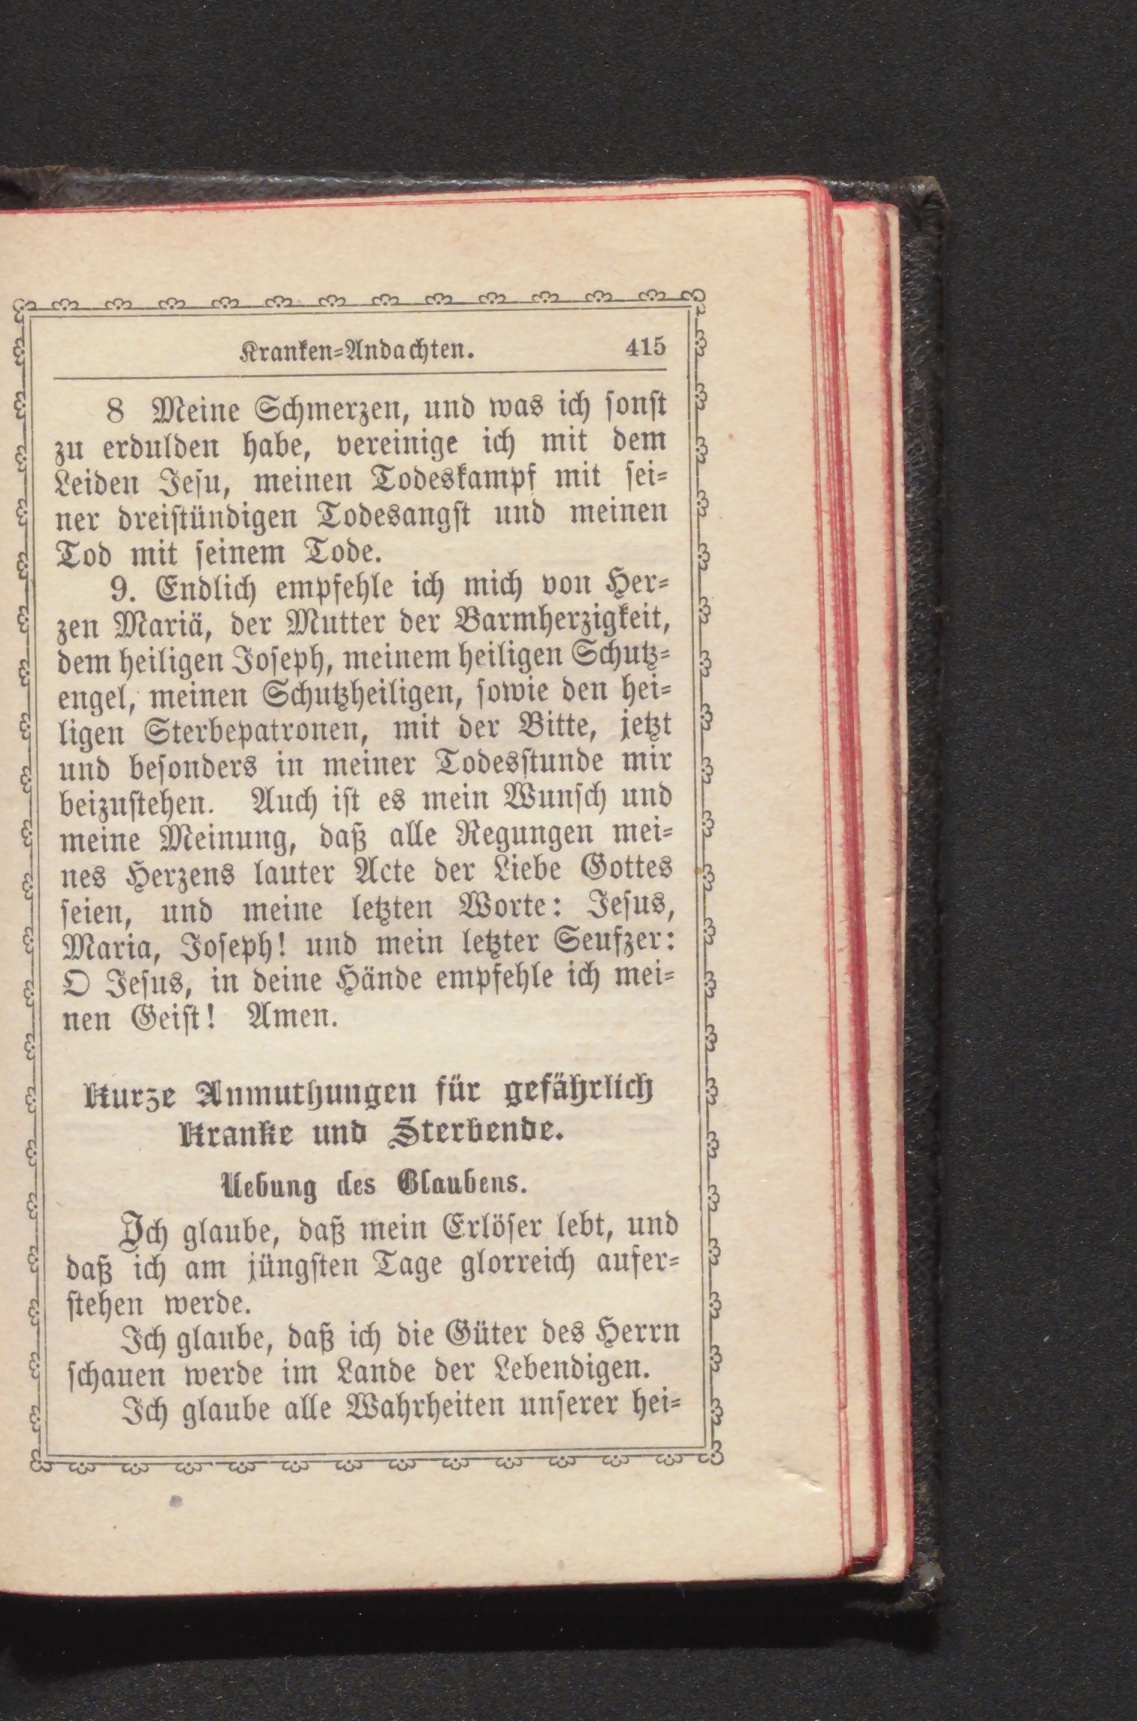 Kranken-Andachten. 415
8 Meine Schmerzen, und was ich sonst
zu erdulden habe, vereinige ich mit dem
Leiden Jesu, meinen Todeskampf mit sei-
ner dreistündigen Todesangst und meinen
Tod mit seinem Tode.
9. Endlich empfehle ich mich von Her-
zen Mariä, der Mutter der Barmherzigkeit,
dem heiligen Joseph, meinem heiligen Schutz-
engel, meinen Schutzheiligen, sowie den hei-
ligen Sterbepatronen, mit der Bitte, jetzt
und besonders in meiner Todesstunde mir
beizustehen. Auch ist es mein Wunsch und
meine Meinung, daß alle Regungen mei-
nes Herzens lauter Acte der Liebe Gottes
seien, und meine letzten Worte: Jesus,
Maria, Joseph! und mein letzter Seufzer:
O Jesus, in deine Hände empfehle ich mei-
nen Geist! Amen.
Kurze Anmuthungen für gefährlich
Kranke und Sterbende.
Uebung des Glaubens.
Ich glaube, daß mein Erlöser lebt, und
daß ich am jüngsten Tage glorreich aufer-
stehen werde.
Ich glaube, daß ich die Güter des Herrn
schauen werde im Lande der Lebendigen.
Ich glaube alle Wahrheiten unserer hei-